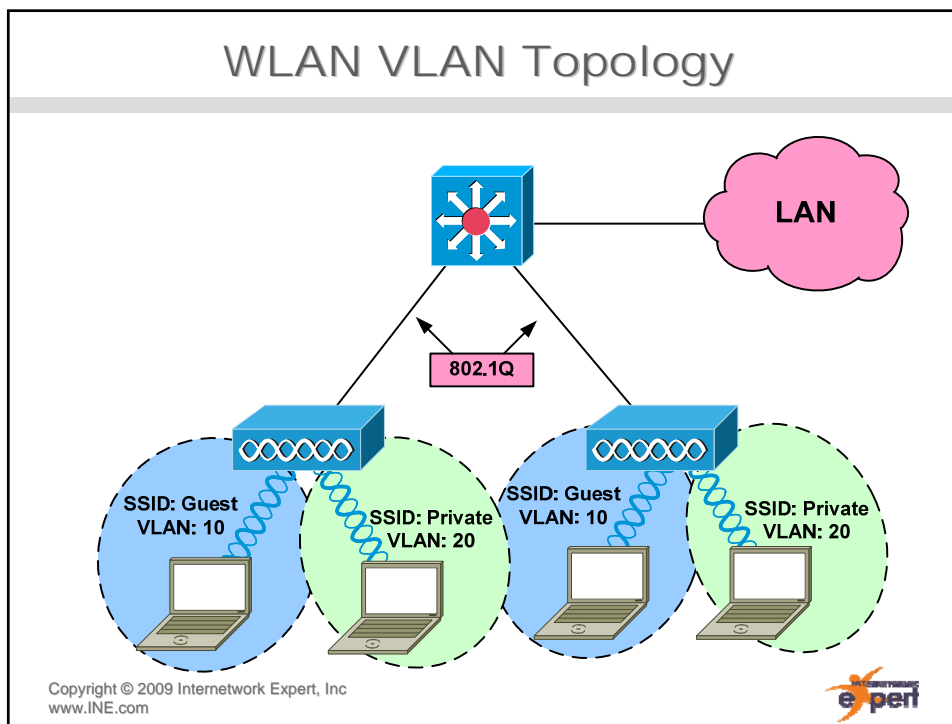 WLAN VLAN Topology
LAN
802.1Q
SSID: Guest
VLAN: 10
SSID: Private
VLAN: 20
SSID: Guest
VLAN: 10
SSID: Private
VLAN: 20
Copyright © 2009 Internetwork Expert, Inc
www.INE.com
INTERNETWORK
expert